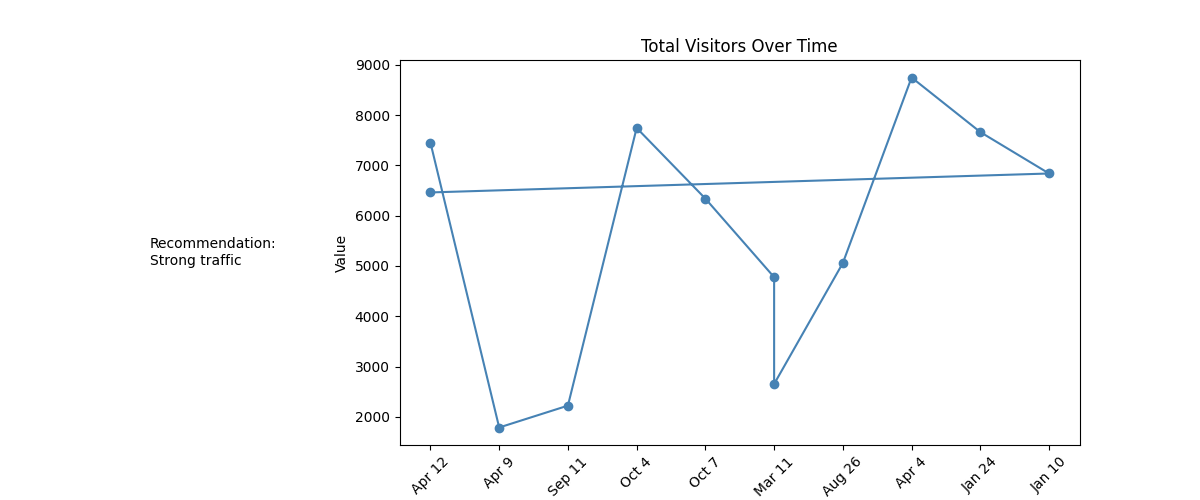 Total Visitors Over Time
9000
8000
7000
6000
5000
4000
3000
2000
Value
Recommendation:
Strong traffic
Apr 12
Apr 9
Sep 11
Oct 4
Oct 7
Mar 11
Aug 26
Apr 4
Jan 24
Jan 10